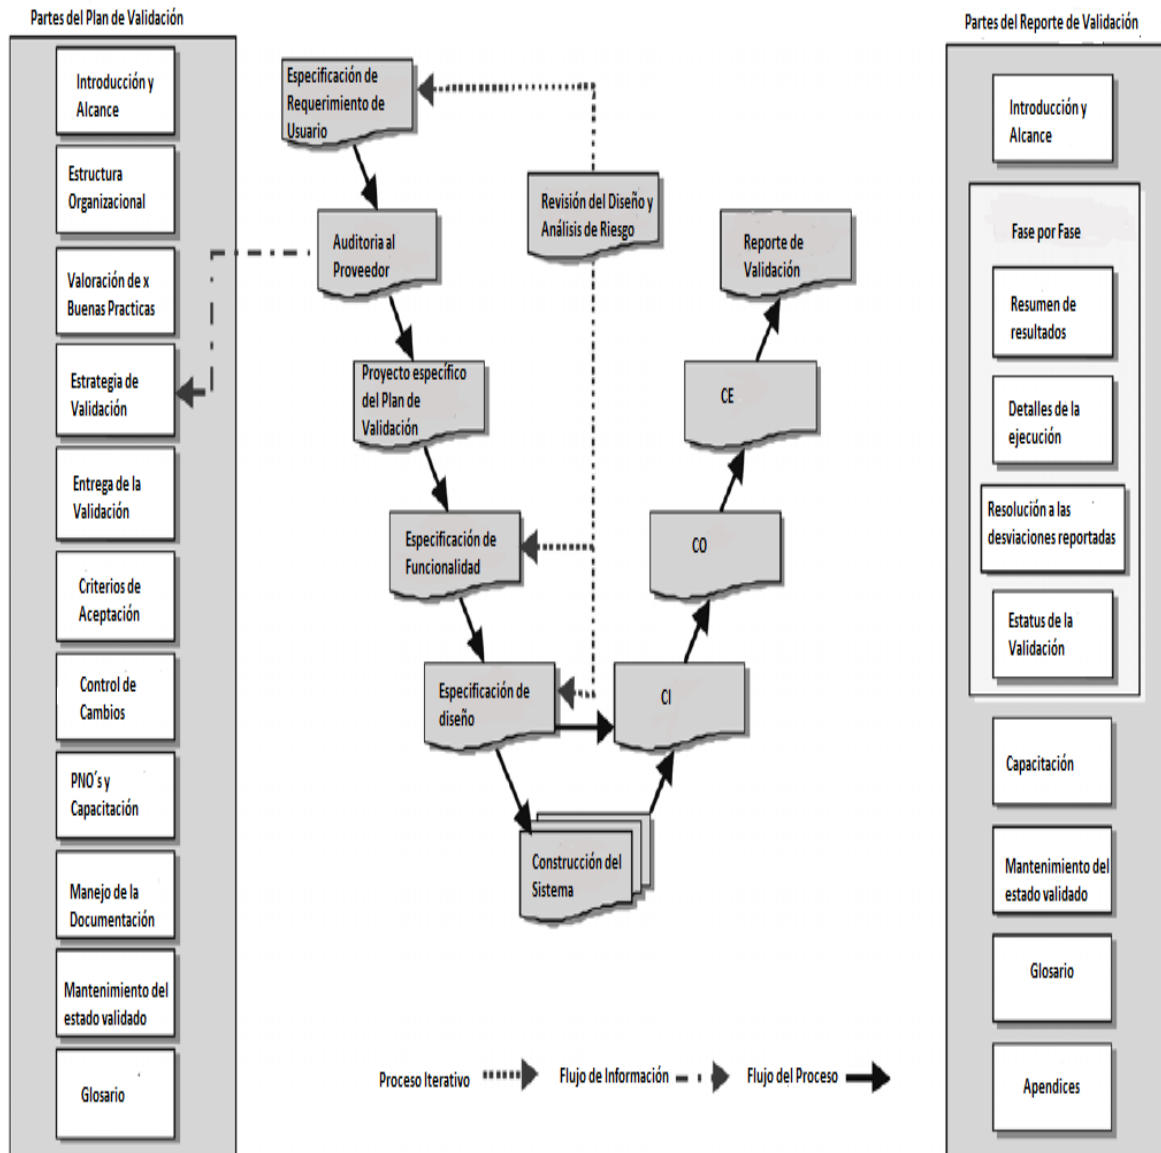 Partes del Plan de Validación
Introducción y
Alcance
Estructura
Organizacional
Valoración de x
Buenas Practicas
Estrategia de
Validación
Entrega de la
Validación
Criterios de
Aceptación
Control de
Cambios
PNO´s y
Capacitación
Manejo de la
Documentación
Mantenimiento del
estado validado
Glosario
Especificación de
Requerimiento de
Usuario
Auditoria al
Proveedor
Proyecto específico
del Plan de
Validación
Especificación de
Funcionalidad
Especificación de
diseño
Construcción del
Sistema
Revisión del Diseño y
Análisis de Riesgo
Reporte de
Validación
CE
CO
CI
Proceso Iterativo
Flujo de Información
Flujo del Proceso
Partes del Reporte de Validación
Introducción y
Alcance
Fase por Fase
Resumen de
resultados
Detalles de la
ejecución
Resolución a las
desviaciones reportadas
Estatus de la
Validación
Capacitación
Mantenimiento del
estado validado
Glosario
Apendices